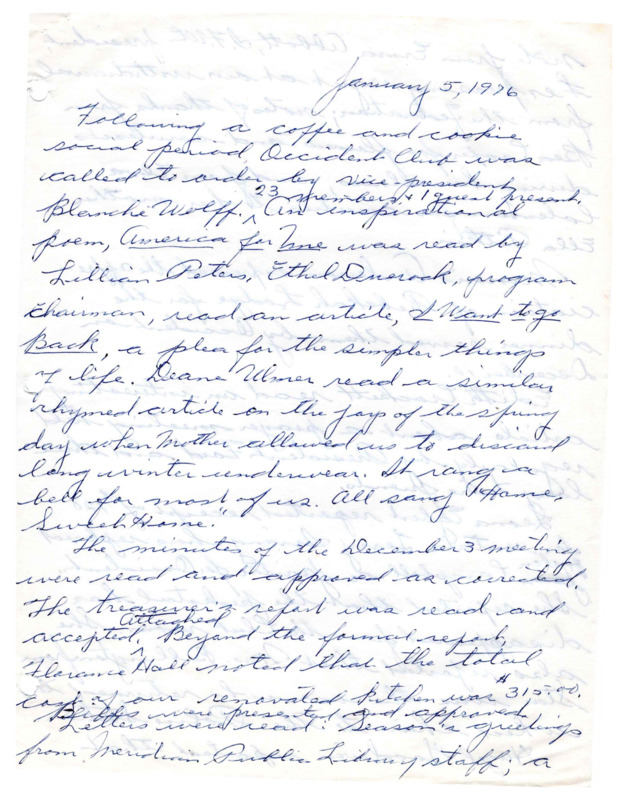 January 5, 1976
Following a coffee and cookie
social period, Occident Club was
called to order by vice president,
Blanche Wolff. ^ 23 members & 1 guest present. An inspirational
poem, America for Me was read by
Lillian Peters. Ethel, program
chairman, read an article, I Want to go
Back, a plea for the simpler things
of life. Deane Ulmer read a similar
rhymed article on the joys of the spring
day when Mother allowed us to discard
long winter underwear. It rang a
bell for most of us. All sang "Home,
Sweet Home."
The minutes of the December 3 meeting
were read and approved as corrected.
The treasurer's report was read and
accepted, ^ Attached Beyond the formal report,
Florence Hall noted that the total
cost of our renovated kitchen was $315.00.
Bills were presented and approved.
Letters were read: Season's greetings
from Meridian Public Library staff; a